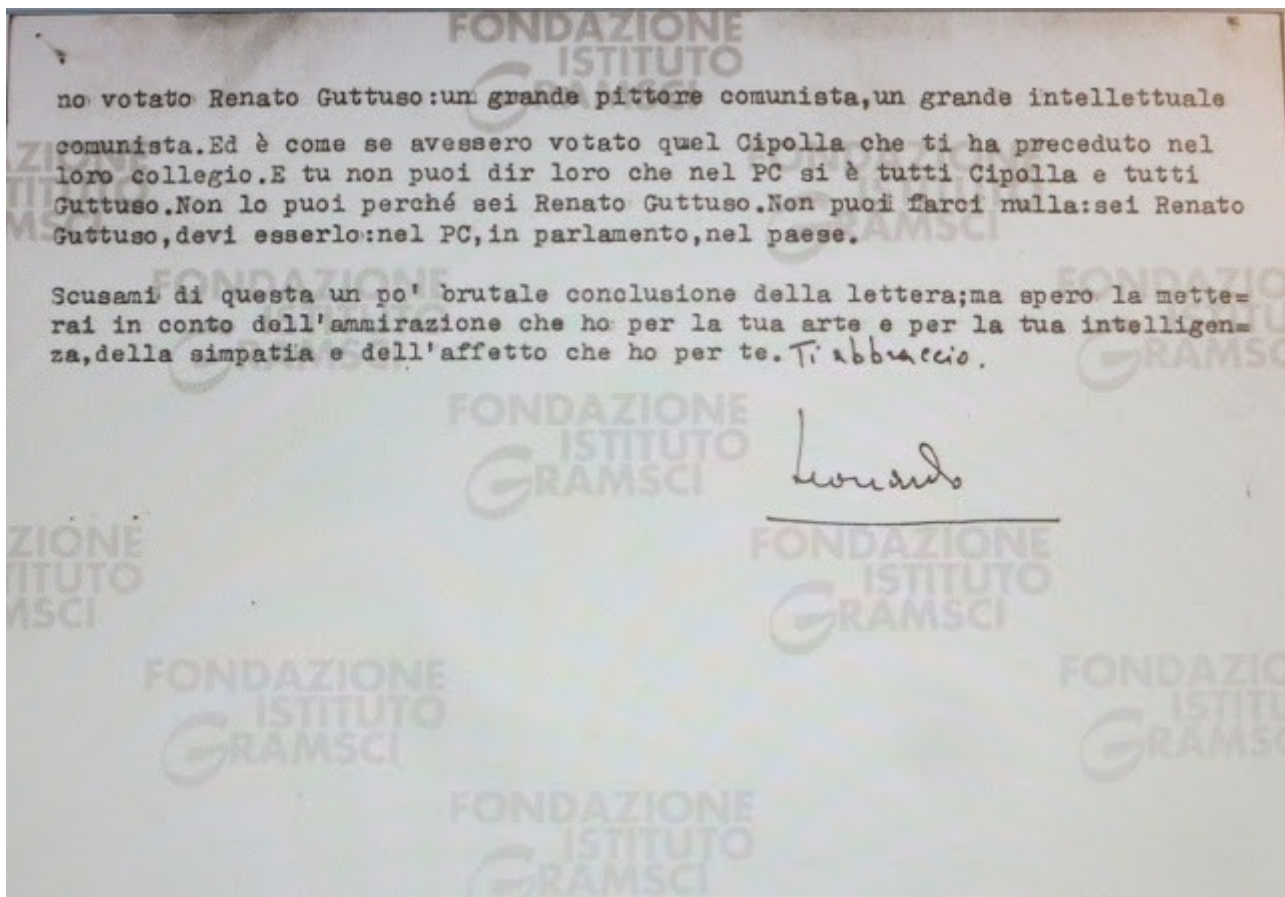 no votato Renato Guttuso:un grande pittore comunista,un grande intellettuale
comunista.Ed è come se avessero votato quel Cipolla che ti ha preceduto nel
loro collegio.E tu non puoi dir loro che nel PC si è tutti Cipolla e tutti
Guttuso.Non lo puoi perché sei Renato Guttuso.Non puoi farci nulla:sei Renato
Guttuso,devi esserlo:nel PC,in parlamento,nel paese.
Scusami di questa un po' brutale conclusione della lettera;ma spero la mette=
rai in conto dell'ammirazione che ho per la tua arte e per la tua intelligen=
za,della simpatia e dell'affetto che ho per te. Ti abbraccio.
Leonardo
FONDAZIONE
ISTITUTO
GRAMSCI